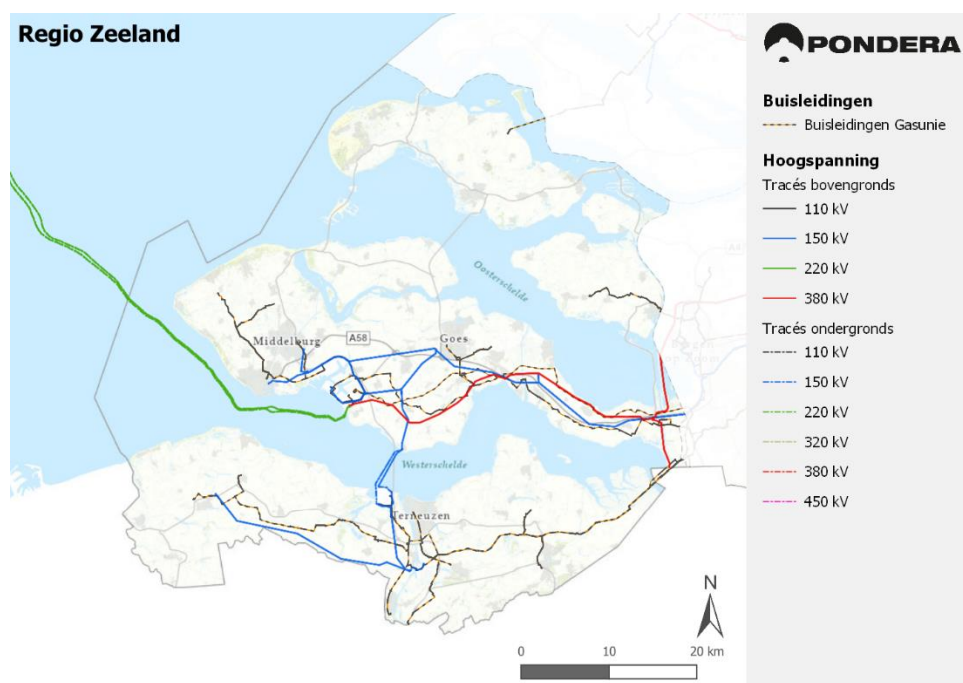 Regio Zeeland
PONDERA
Buisleidingen
Buisleidingen Gasunie
Hoogspanning
Tracés bovengronds
110 kV
150 kV
220 kV
380 kV
Tracés ondergronds
110 kV
150 kV
220 kV
320 kV
380 kV
450 kV
Oosterschelde
Middelburg
A58
Goes
Westerschelde
Terneuzen
N
0 10 20 km